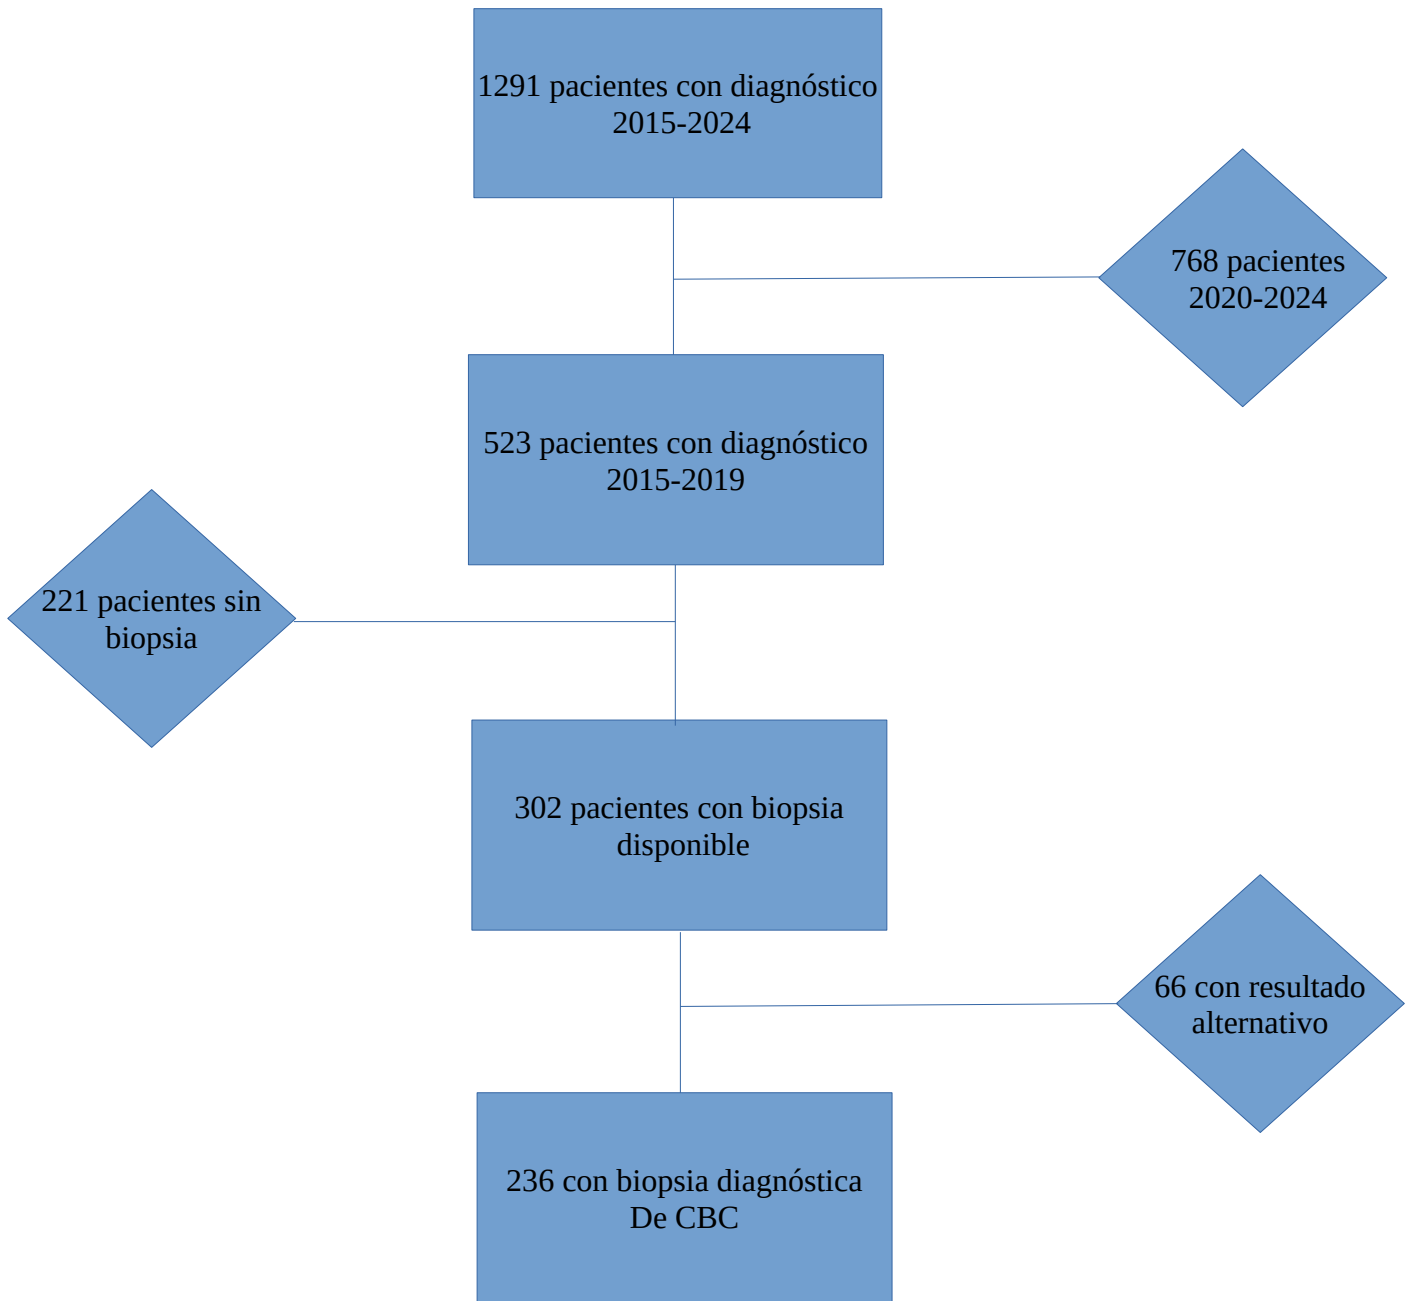 1291 pacientes con diagnóstico
2015-2024
768 pacientes
2020-2024
523 pacientes con diagnóstico
2015-2019
221 pacientes sin
biopsia
302 pacientes con biopsia
disponible
66 con resultado
alternativo
236 con biopsia diagnóstica
De CBC